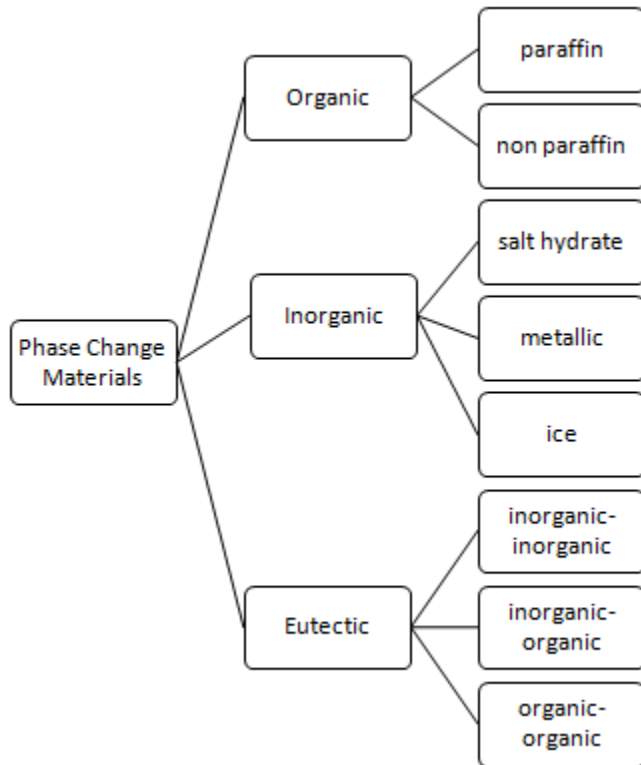 Phase Change
Materials
Organic
paraffin
non paraffin
Inorganic
salt hydrate
metallic
ice
Eutectic
inorganic-
inorganic
inorganic-
organic
organic-
organic